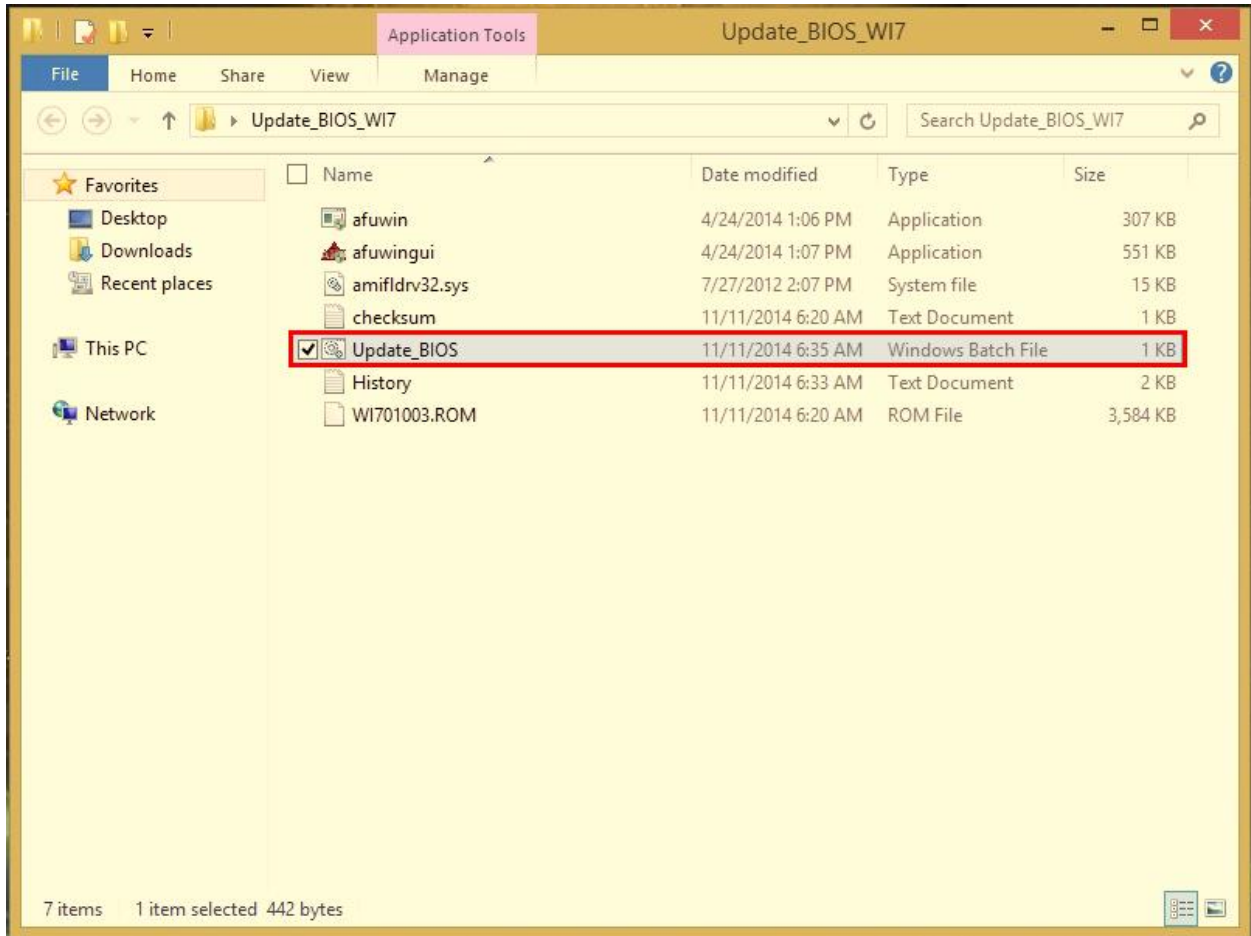 Application Tools Update_BIOS_WI7
File Home Share View Manage
Update_BIOS_WI7 Search Update_BIOS_WI7
Name Date modified Type Size
Favorites
Desktop
Downloads
Recent places
This PC
Network
afuwin 4/24/2014 1:06 PM Application 307 KB
afuwingui 4/24/2014 1:07 PM Application 551 KB
amifldrv32.sys 7/27/2012 2:07 PM System file 15 KB
checksum 11/11/2014 6:20 AM Text Document 1 KB
Update_BIOS 11/11/2014 6:35 AM Windows Batch File 1 KB
History 11/11/2014 6:33 AM Text Document 2 KB
WI701003.ROM 11/11/2014 6:20 AM ROM File 3,584 KB
7 items 1 item selected 442 bytes